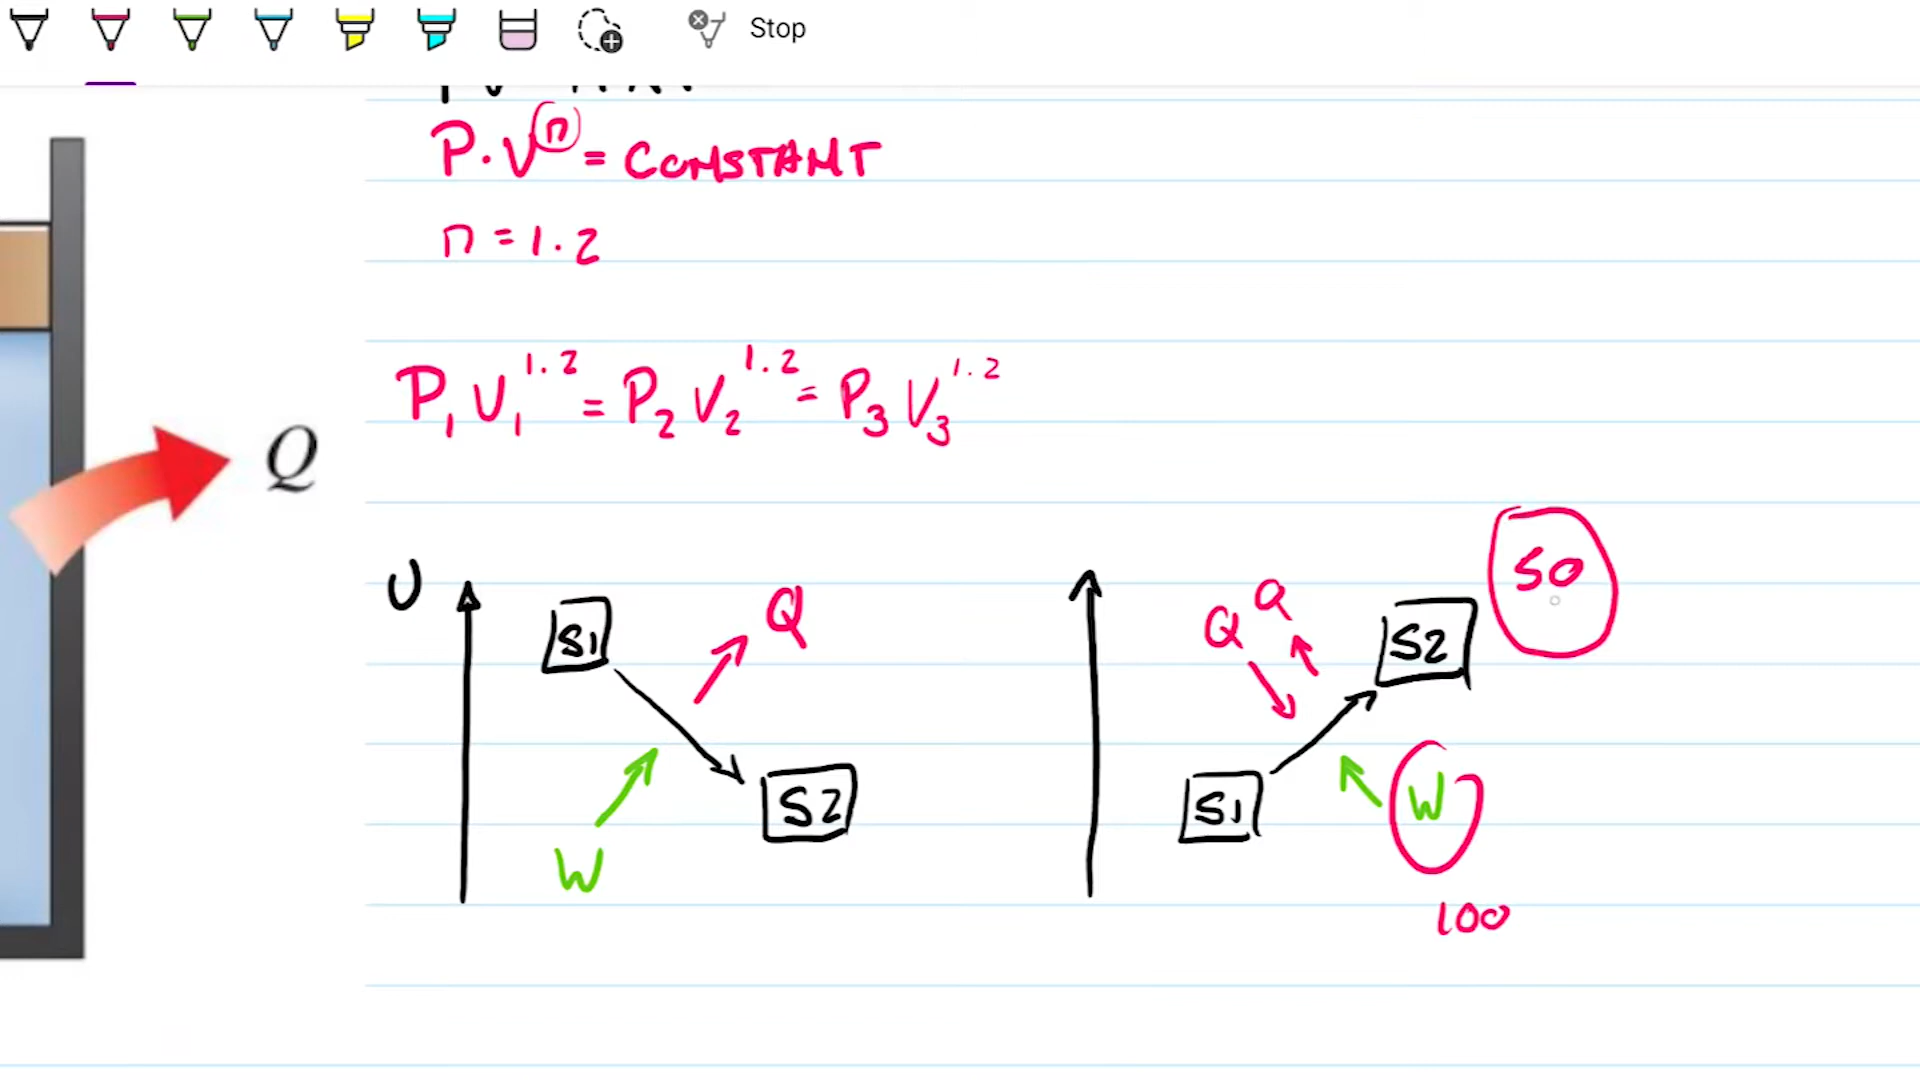 Stop
P·V^n = CONSTANT
n = 1.2
P₁V₁^1.2 = P₂V₂^1.2 = P₃V₃^1.2
Q
U
S1
Q
S2
W
Q Q
S2
50
S1
W
100